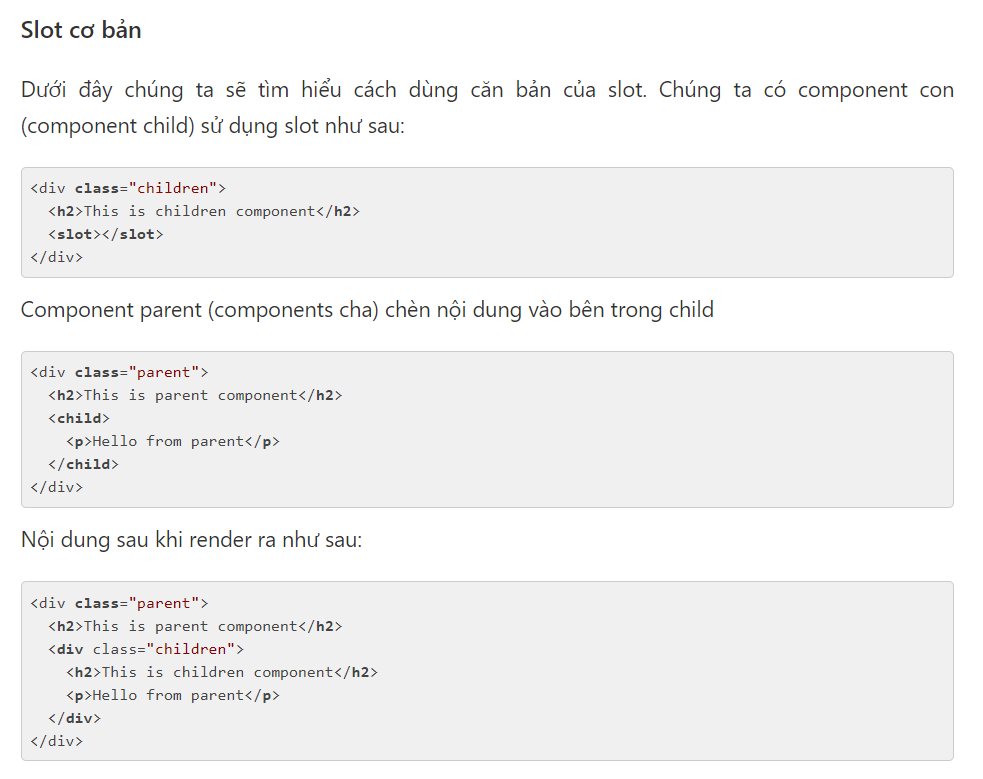 Slot cơ bản
Dưới đây chúng ta sẽ tìm hiểu cách dùng căn bản của slot. Chúng ta có component con
(component child) sử dụng slot như sau:
<div class="children">
  <h2>This is children component</h2>
  <slot></slot>
</div>
Component parent (components cha) chèn nội dung vào bên trong child
<div class="parent">
  <h2>This is parent component</h2>
  <child>
    <p>Hello from parent</p>
  </child>
</div>
Nội dung sau khi render ra như sau:
<div class="parent">
  <h2>This is parent component</h2>
  <div class="children">
    <h2>This is children component</h2>
    <p>Hello from parent</p>
  </div>
</div>